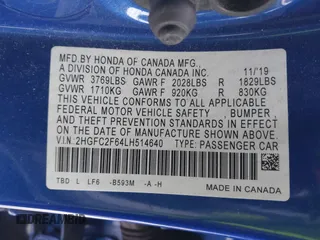 MFD.BY HONDA OF CANADA MFG.,
A DIVISION OF HONDA CANADA INC. 11/19
GVWR 3769LBS GAWR F 2028LBS R 1829LBS
GVWR 1710KG GAWR F 920KG R 830KG
THIS VEHICLE CONFORMS TO ALL APPLICABLE
FEDERAL MOTOR VEHICLE SAFETY, BUMPER,
AND THEFT PREVENTION STANDARDS IN EFFECT
ON THE DATE OF MANUFACTURE SHOWN ABOVE.
V.I.N.:2HGFC2F64LH514640 TYPE: PASSENGER CAR
TBD L LF6 -B593M -A -H MADE IN CANADA
DREAMBID